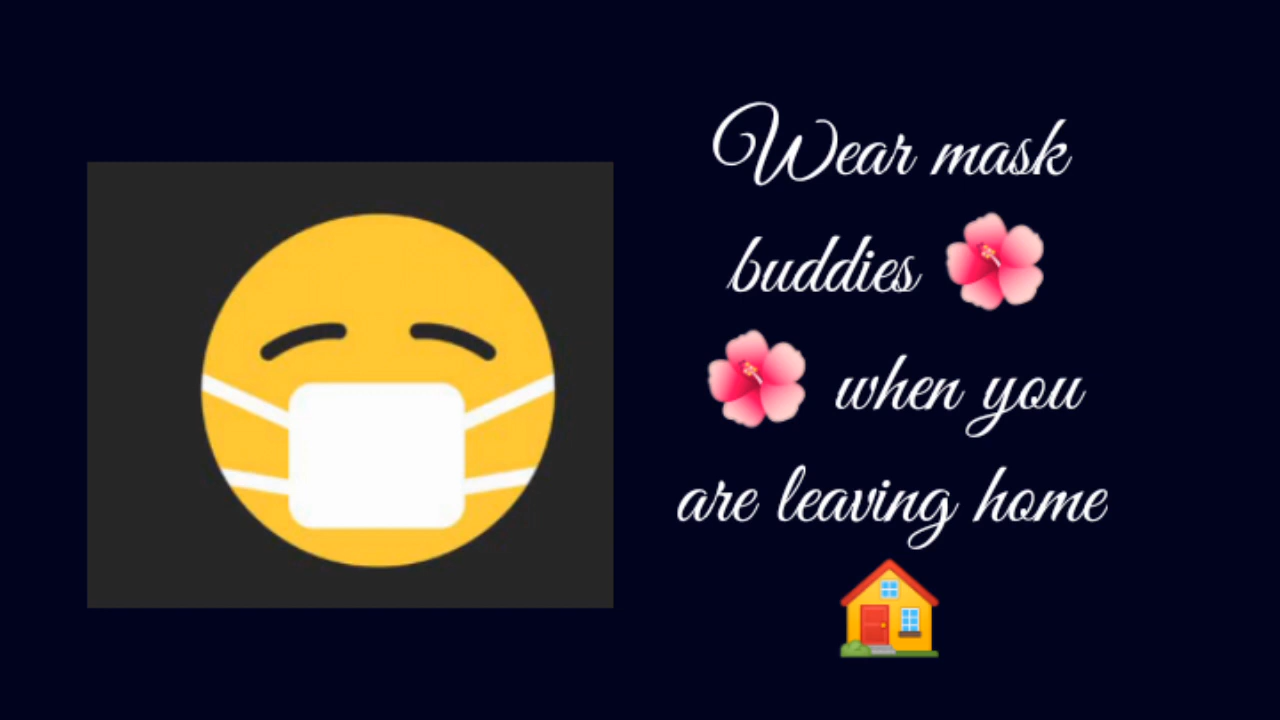 Wear mask
buddies 🌺
🌺 when you
are leaving home
🏠